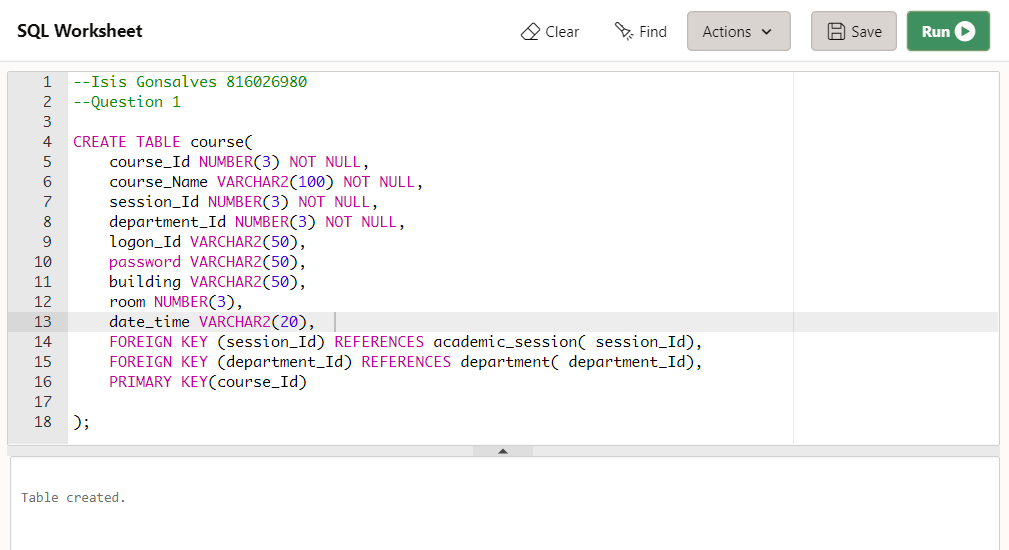 SQL Worksheet
Clear
Find
Actions
Save
Run
1 --Isis Gonsalves 816026980
2 --Question 1
3
4 CREATE TABLE course(
5     course_Id NUMBER(3) NOT NULL,
6     course_Name VARCHAR2(100) NOT NULL,
7     session_Id NUMBER(3) NOT NULL,
8     department_Id NUMBER(3) NOT NULL,
9     logon_Id VARCHAR2(50),
10     password VARCHAR2(50),
11     building VARCHAR2(50),
12     room NUMBER(3),
13     date_time VARCHAR2(20),
14     FOREIGN KEY (session_Id) REFERENCES academic_session( session_Id),
15     FOREIGN KEY (department_Id) REFERENCES department( department_Id),
16     PRIMARY KEY(course_Id)
17
18 );
Table created.